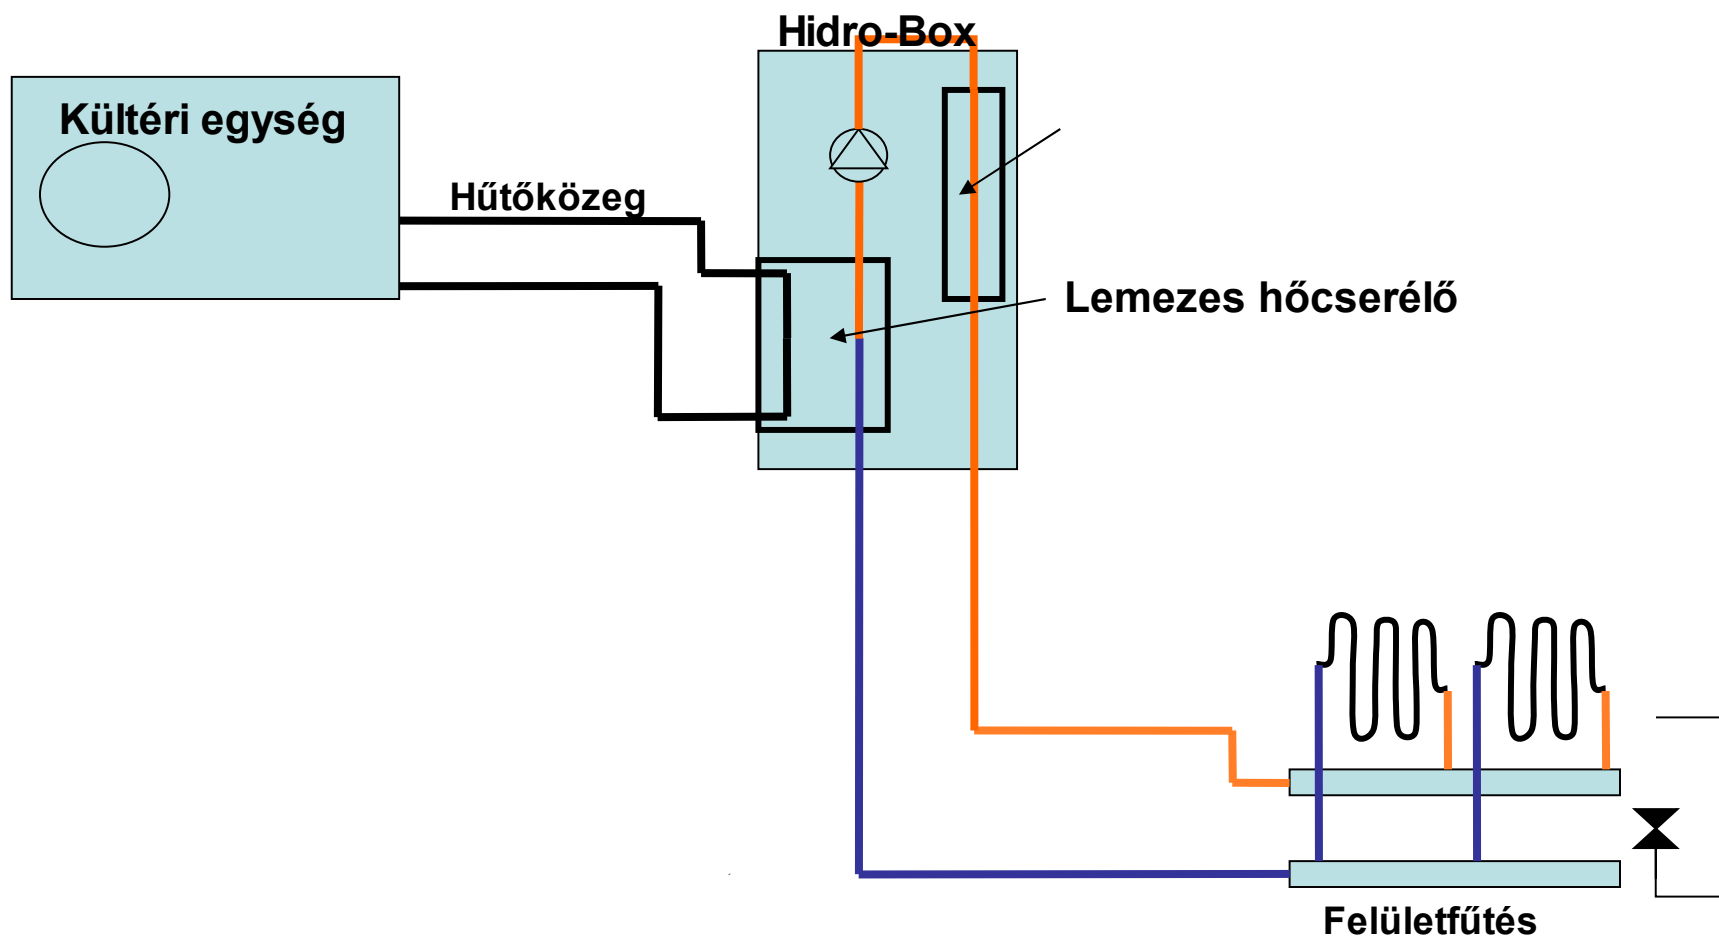 Hidro-Box
Kültéri egység
Hűtőközeg
Lemezes hőcserélő
Felületfűtés